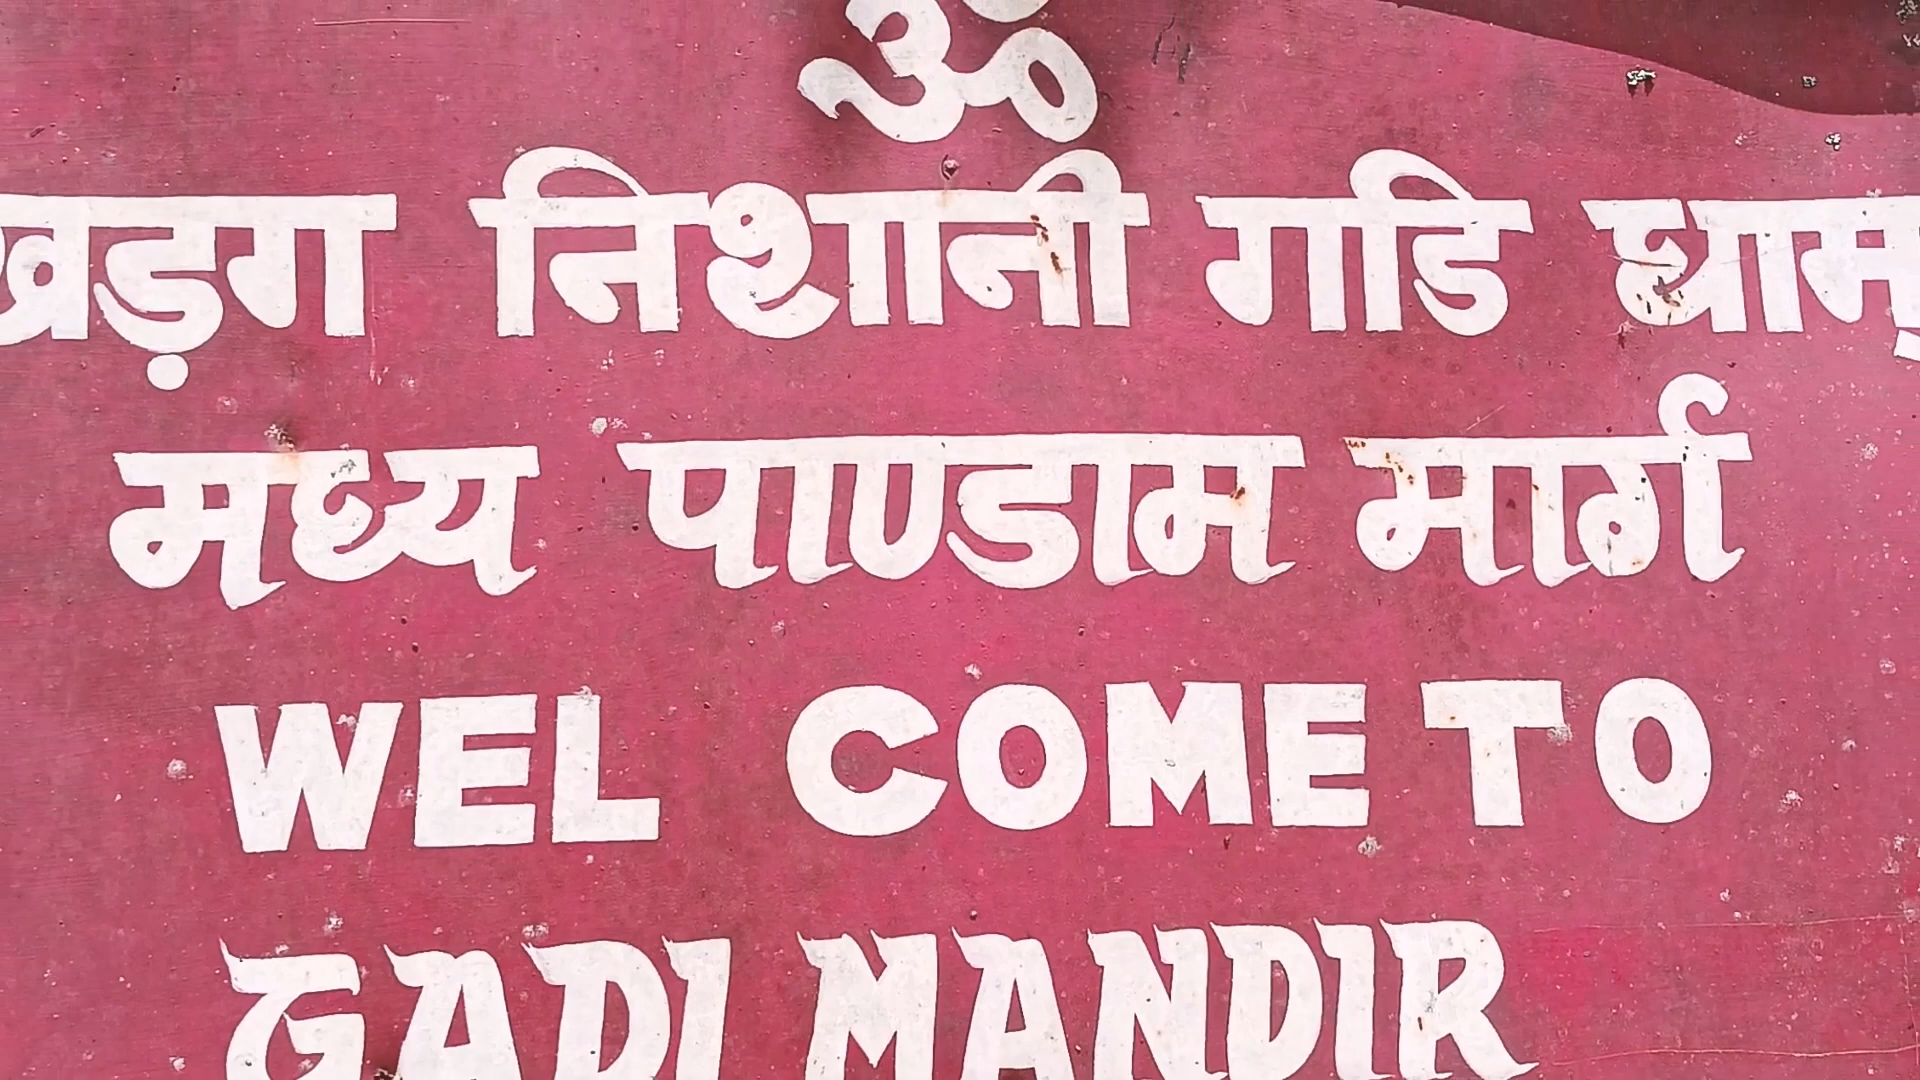 ॐ
खड़ग निशानी गडि धाम्
मध्य पाण्डाम मार्ग
WEL COME TO
GADI MANDIR